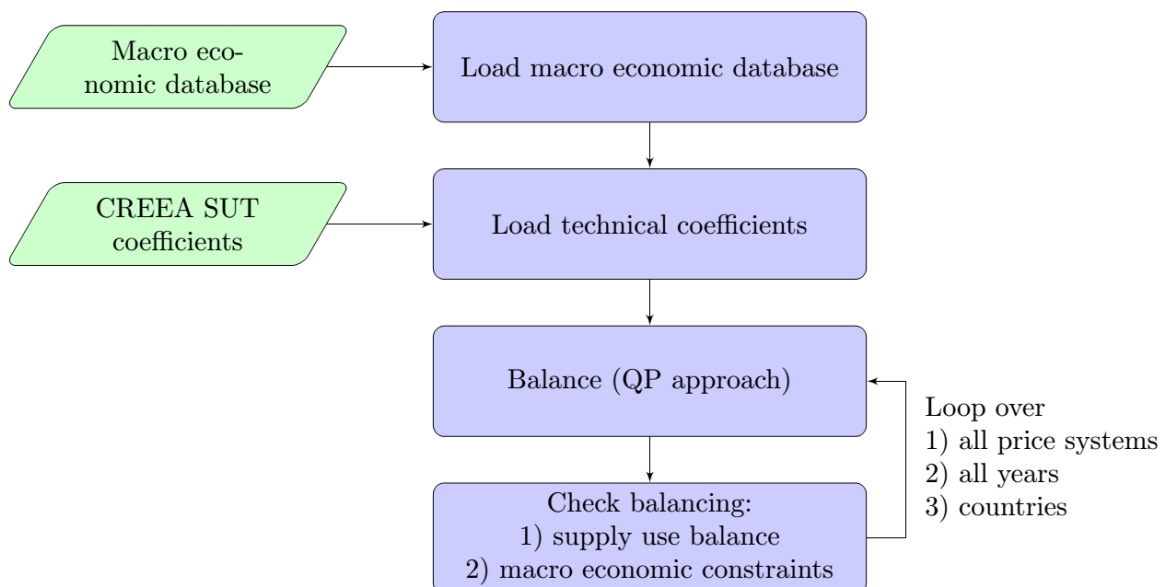 Macro eco-
nomic database
Load macro economic database
CREEA SUT
coefficients
Load technical coefficients
Balance (QP approach)
Loop over
1) all price systems
2) all years
3) countries
Check balancing:
1) supply use balance
2) macro economic constraints